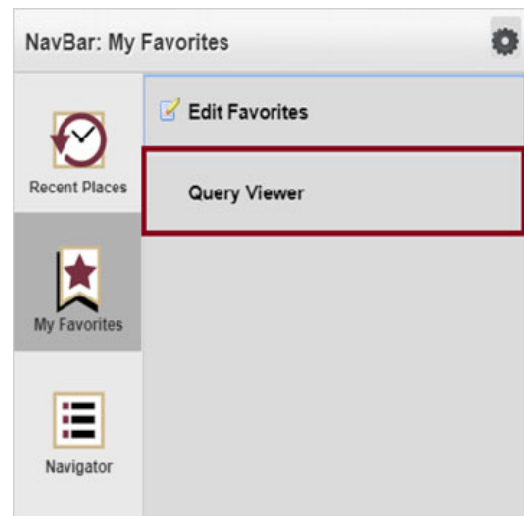 NavBar: My Favorites
Edit Favorites
Recent Places
Query Viewer
My Favorites
Navigator